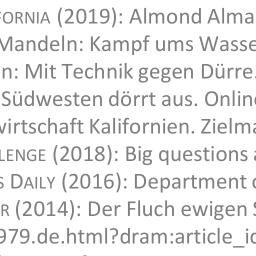 FORNIA (2019): Almond Alma
Mandeln: Kampf ums Wasse
n: Mit Technik gegen Dürre.
Südwesten dörrt aus. Online
wirtschaft Kalifornien. Zielma
LENGE (2018): Big questions a
S DAILY (2016): Department o
R (2014): Der Fluch ewigen S
979.de.html?dram:article_id